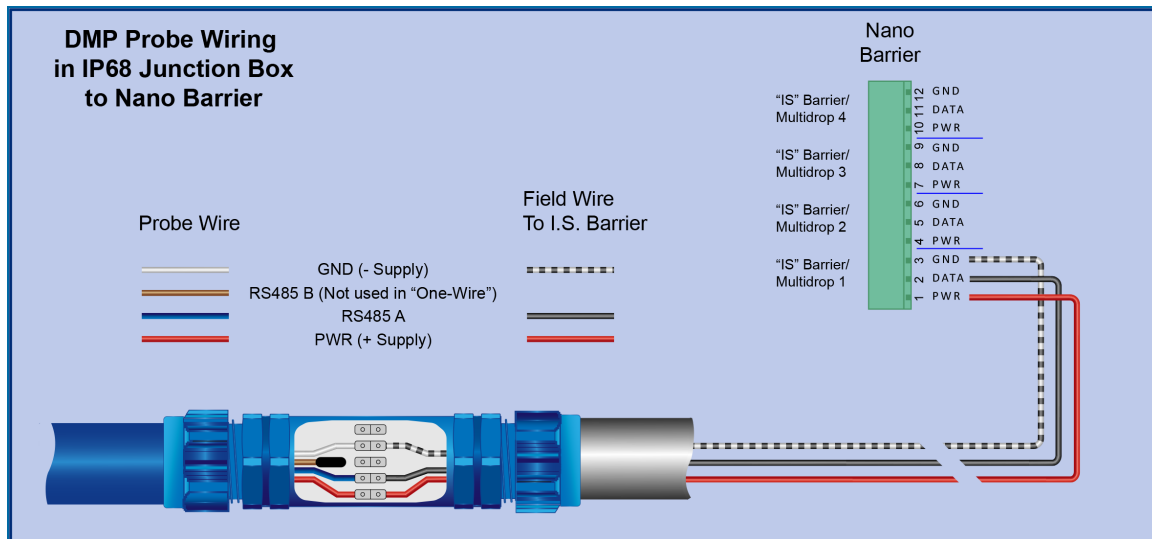 DMP Probe Wiring
in IP68 Junction Box
to Nano Barrier
Nano
Barrier
“IS” Barrier/
Multidrop 4
12 GND
11 DATA
10 PWR
“IS” Barrier/
Multidrop 3
9 GND
8 DATA
7 PWR
“IS” Barrier/
Multidrop 2
6 GND
5 DATA
4 PWR
“IS” Barrier/
Multidrop 1
3 GND
2 DATA
1 PWR
Probe Wire
Field Wire
To I.S. Barrier
GND (- Supply)
RS485 B (Not used in “One-Wire”)
RS485 A
PWR (+ Supply)